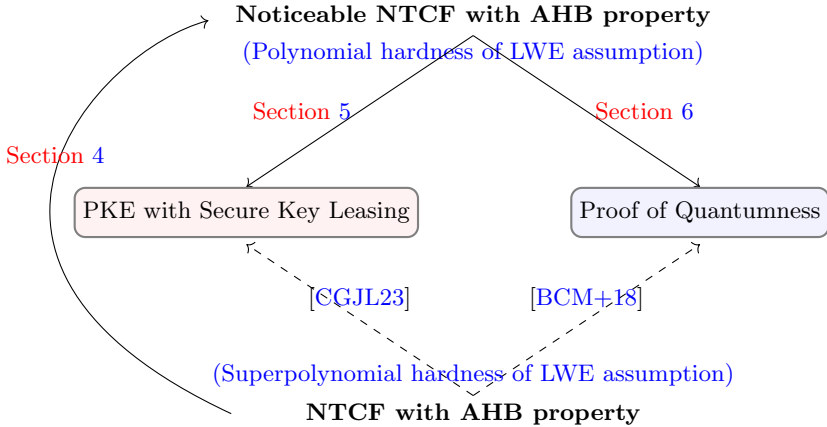 Noticeable NTCF with AHB property
(Polynomial hardness of LWE assumption)
Section 5
Section 6
Section 4
PKE with Secure Key Leasing
Proof of Quantumness
[CGJL23]
[BCM+18]
(Superpolynomial hardness of LWE assumption)
NTCF with AHB property